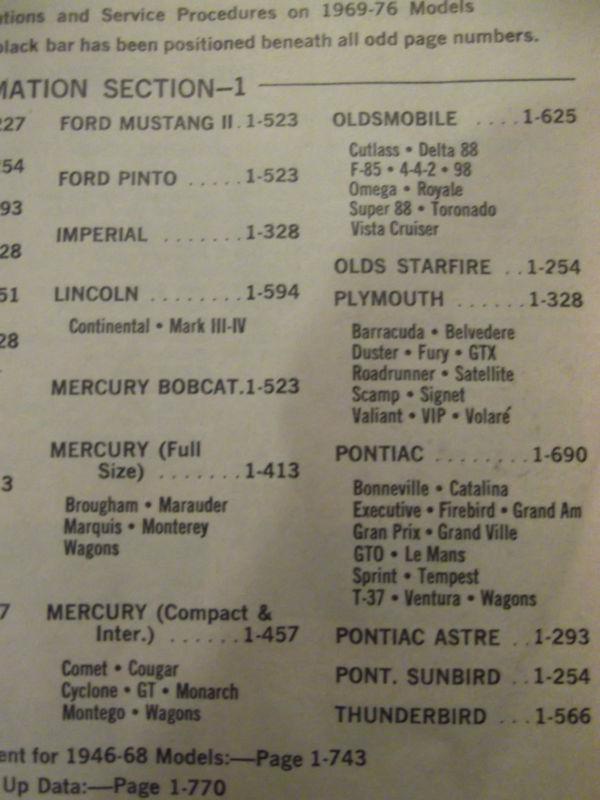 tions and Service Procedures on 1969-76 Models
black bar has been positioned beneath all odd page numbers.
MATION SECTION-1
227
54
93
28
51
28
3
7
FORD MUSTANG II. 1-523
FORD PINTO ..... 1-523
IMPERIAL ....... 1-328
LINCOLN ........ 1-594
Continental • Mark III-IV
MERCURY BOBCAT.1-523
MERCURY (Full
Size) ....... 1-413
Brougham • Marauder
Marquis • Monterey
Wagons
MERCURY (Compact &
Inter.) ...... 1-457
Comet • Cougar
Cyclone • GT • Monarch
Montego • Wagons
OLDSMOBILE .... 1-625
Cutlass • Delta 88
F-85 • 4-4-2 • 98
Omega • Royale
Super 88 • Toronado
Vista Cruiser
OLDS STARFIRE .. 1-254
PLYMOUTH ...... 1-328
Barracuda • Belvedere
Duster • Fury • GTX
Roadrunner • Satellite
Scamp • Signet
Valiant • VIP • Volaré
PONTIAC ........ 1-690
Bonneville • Catalina
Executive • Firebird • Grand Am
Gran Prix • Grand Ville
GTO • Le Mans
Sprint • Tempest
T-37 • Ventura • Wagons
PONTIAC ASTRE .. 1-293
PONT. SUNBIRD .. 1-254
THUNDERBIRD ... 1-566
ent for 1946-68 Models:—Page 1-743
Up Data:—Page 1-770